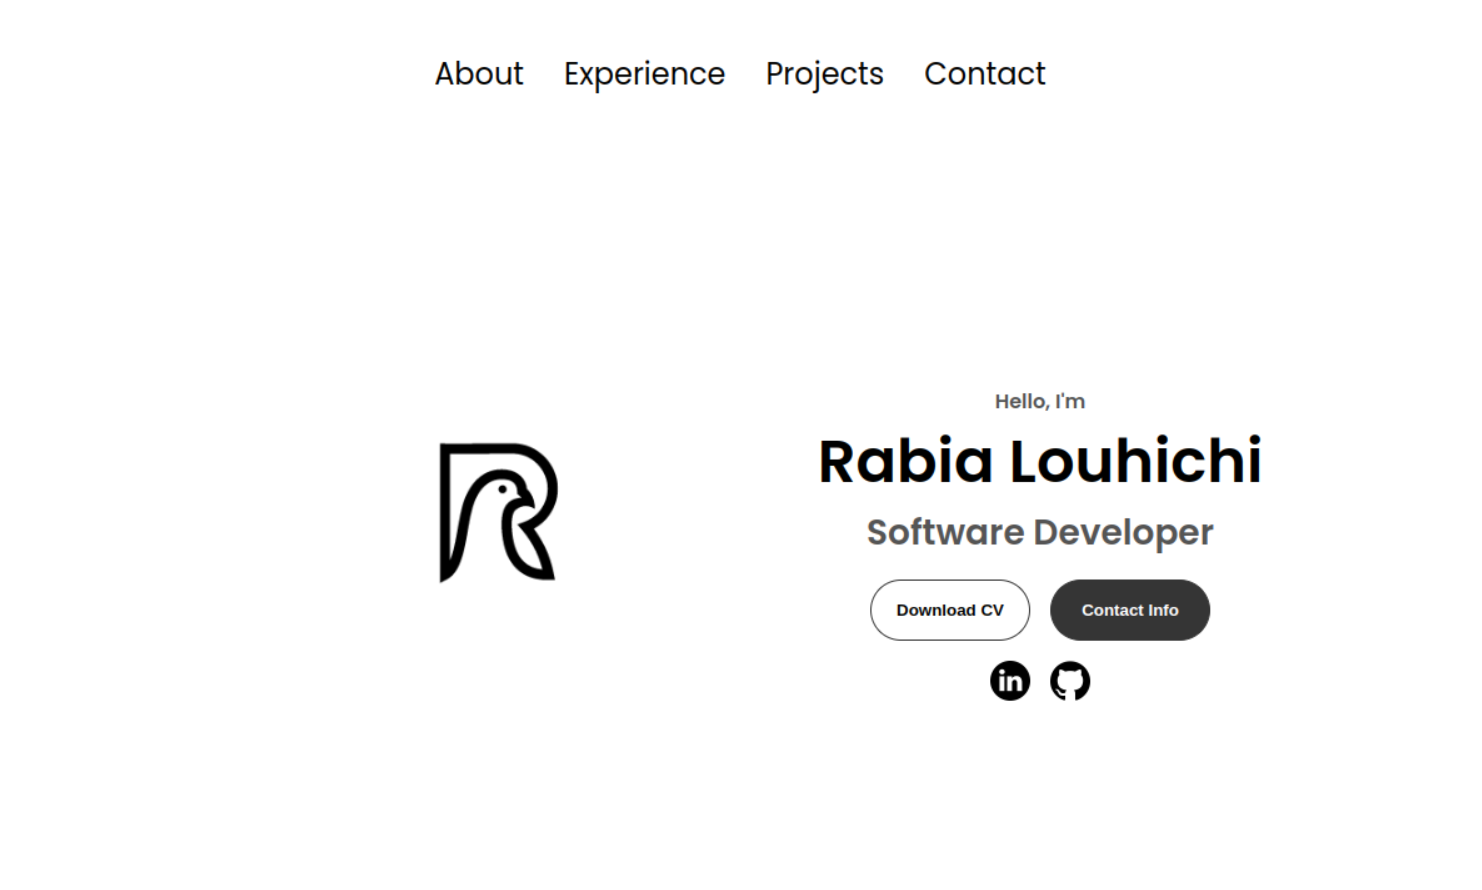 About Experience Projects Contact
Hello, I'm
Rabia Louhichi
Software Developer
Download CV Contact Info
in